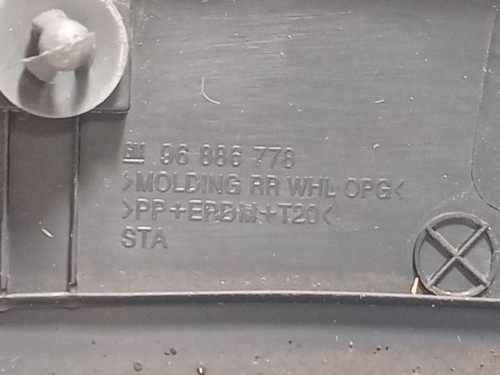 GM 96 886 778
>MOLDING RR WHL OPG<
>PP+EPDM+T20<
STA